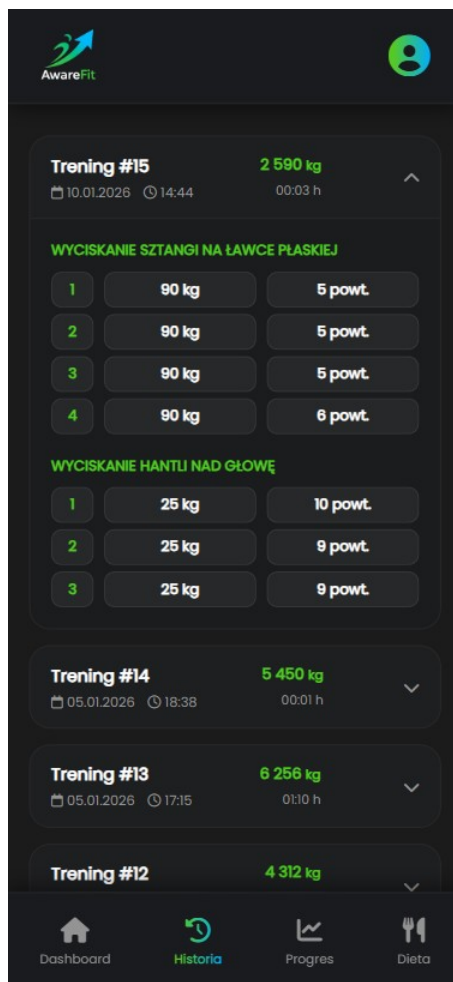 AwareFit
Trening #15 2 590 kg
10.01.2026 14:44 00:03 h
WYCISKANIE SZTANGI NA ŁAWCE PŁASKIEJ
1 90 kg 5 powt.
2 90 kg 5 powt.
3 90 kg 5 powt.
4 90 kg 6 powt.
WYCISKANIE HANTLI NAD GŁOWĘ
1 25 kg 10 powt.
2 25 kg 9 powt.
3 25 kg 9 powt.
Trening #14 5 450 kg
05.01.2026 18:38 00:01 h
Trening #13 6 256 kg
05.01.2026 17:15 01:10 h
Trening #12 4 312 kg
Dashboard Historia Progres Dieta